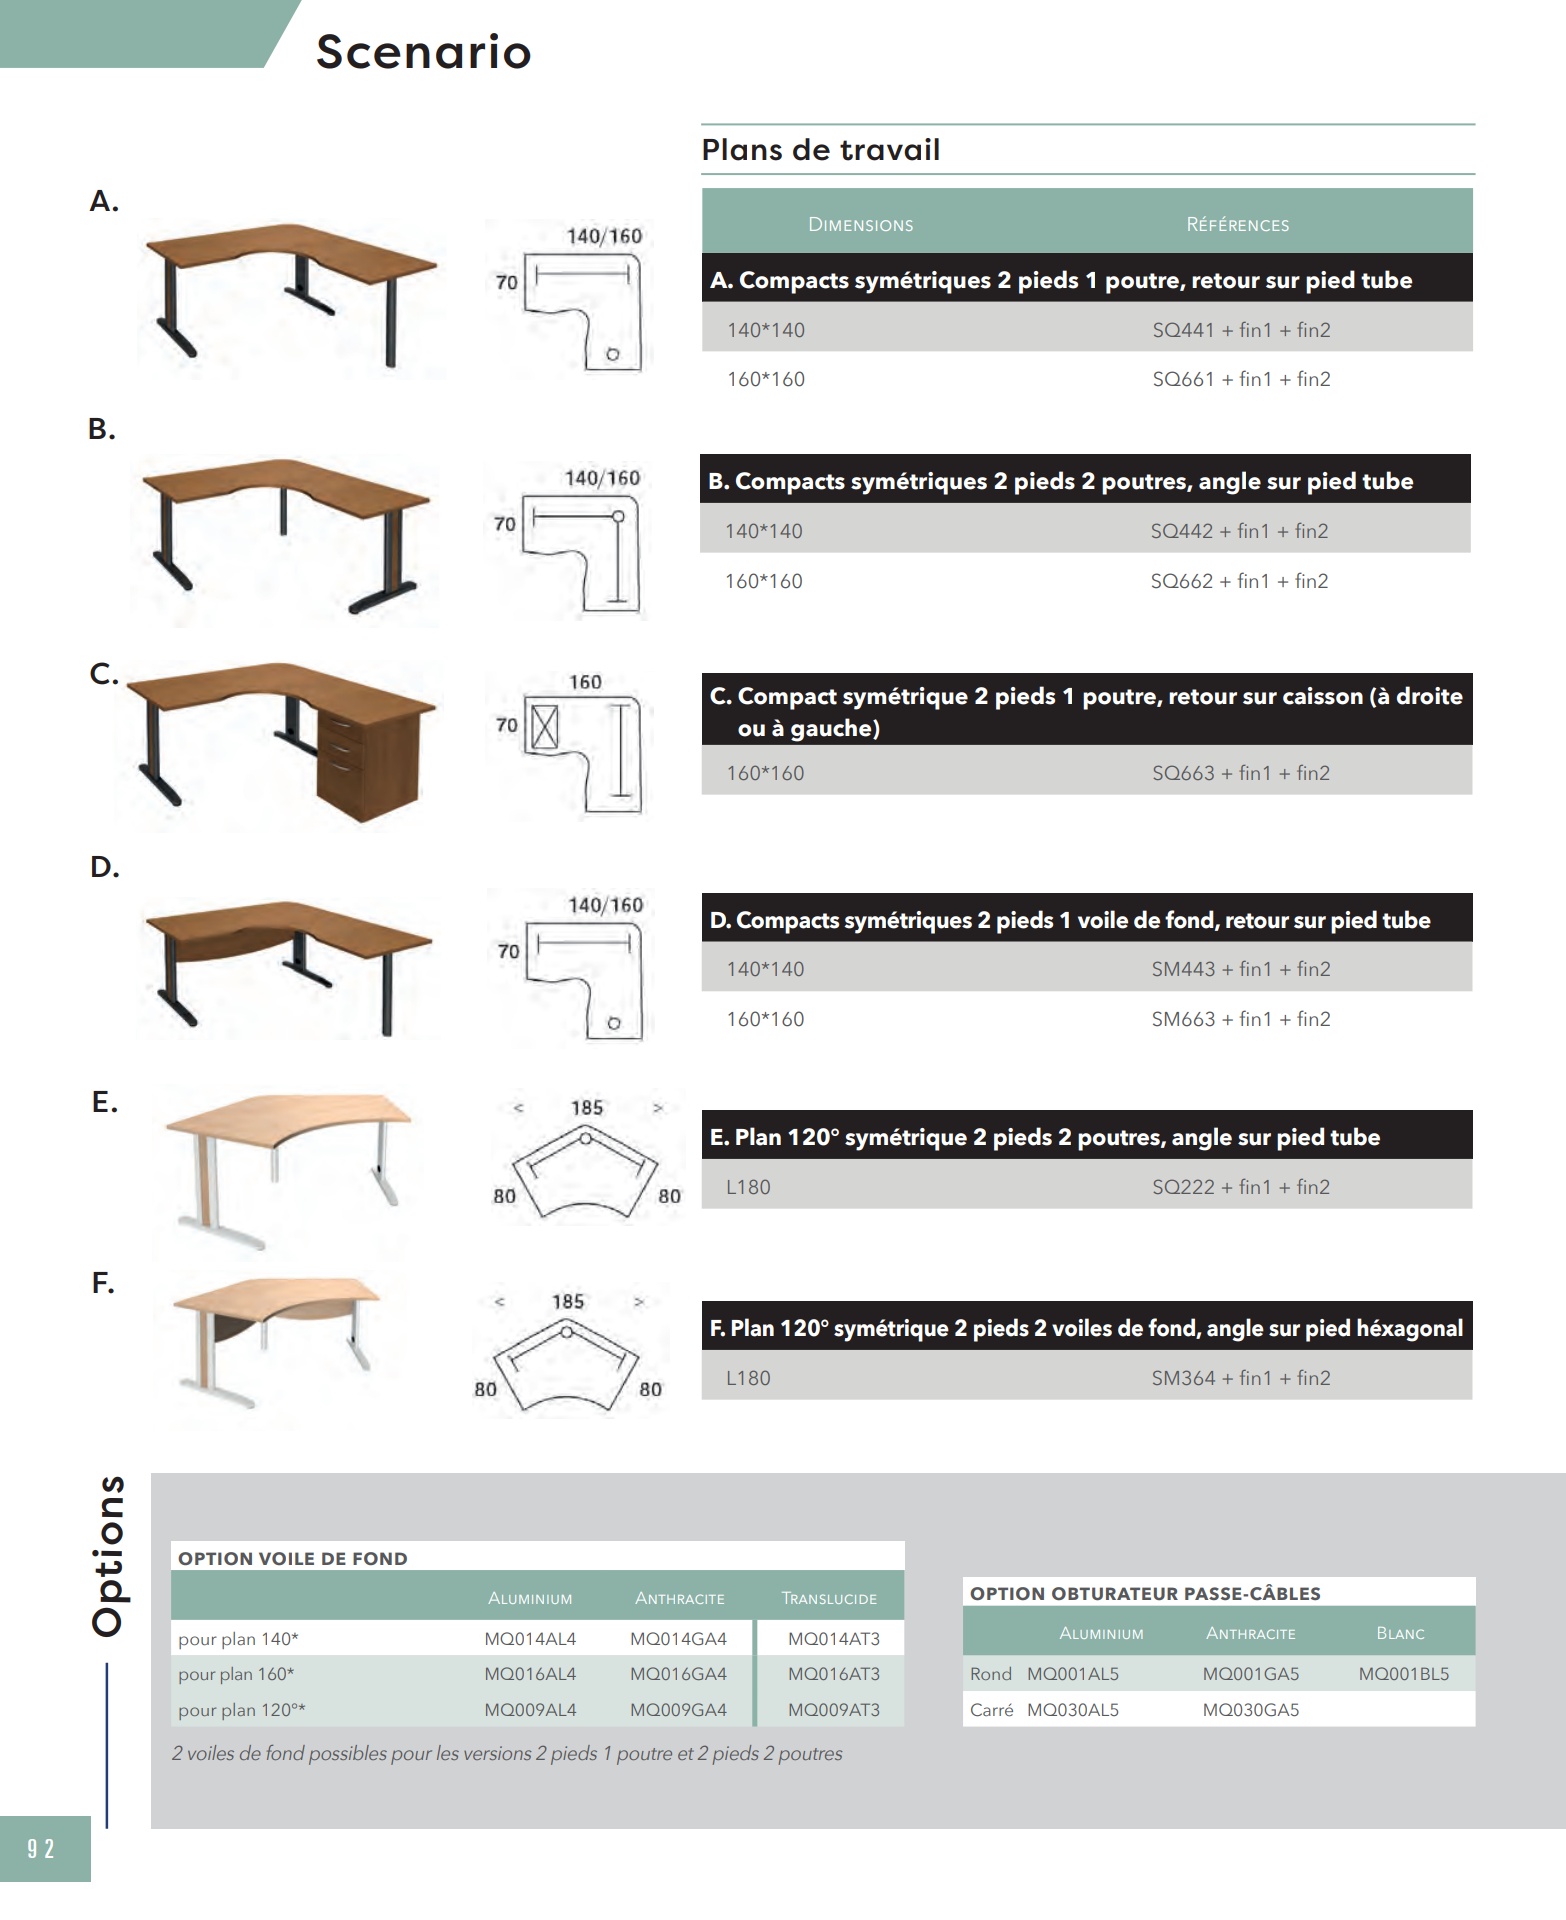 Scenario
Plans de travail
Dimensions Références
A.
140/160
70
A. Compacts symétriques 2 pieds 1 poutre, retour sur pied tube
140*140 SQ441 + fin1 + fin2
160*160 SQ661 + fin1 + fin2
B.
140/160
70
B. Compacts symétriques 2 pieds 2 poutres, angle sur pied tube
140*140 SQ442 + fin1 + fin2
160*160 SQ662 + fin1 + fin2
C.
160
70
C. Compact symétrique 2 pieds 1 poutre, retour sur caisson (à droite
ou à gauche)
160*160 SQ663 + fin1 + fin2
D.
140/160
70
D. Compacts symétriques 2 pieds 1 voile de fond, retour sur pied tube
140*140 SM443 + fin1 + fin2
160*160 SM663 + fin1 + fin2
E.
< 185 >
80 80
E. Plan 120° symétrique 2 pieds 2 poutres, angle sur pied tube
L180 SQ222 + fin1 + fin2
F.
< 185 >
80 80
F. Plan 120° symétrique 2 pieds 2 voiles de fond, angle sur pied héxagonal
L180 SM364 + fin1 + fin2
Options
OPTION VOILE DE FOND
Aluminium Anthracite Translucide
pour plan 140* MQ014AL4 MQ014GA4 MQ014AT3
pour plan 160* MQ016AL4 MQ016GA4 MQ016AT3
pour plan 120°* MQ009AL4 MQ009GA4 MQ009AT3
2 voiles de fond possibles pour les versions 2 pieds 1 poutre et 2 pieds 2 poutres
OPTION OBTURATEUR PASSE-CÂBLES
Aluminium Anthracite Blanc
Rond MQ001AL5 MQ001GA5 MQ001BL5
Carré MQ030AL5 MQ030GA5
92